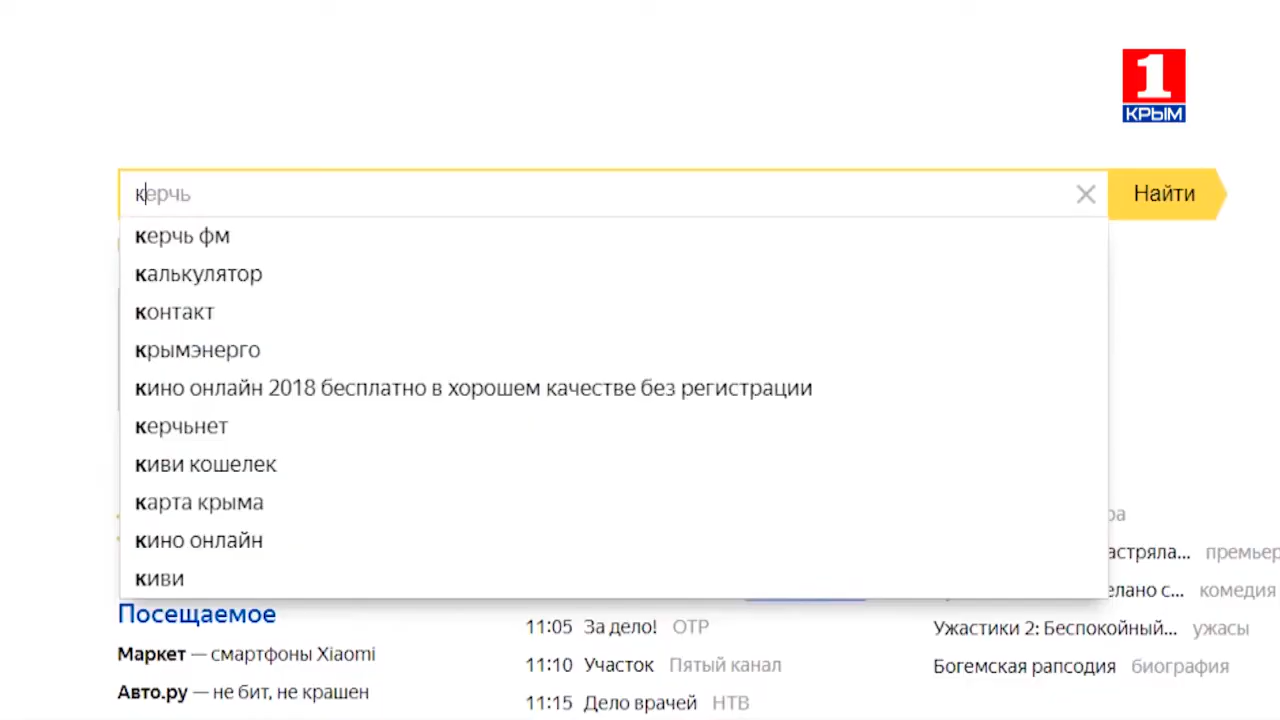 1
КРЫМ
керчь
Найти
керчь фм
калькулятор
контакт
крымэнерго
кино онлайн 2018 бесплатно в хорошем качестве без регистрации
керчьнет
киви кошелек
карта крыма
кино онлайн
киви
Посещаемое
Маркет — смартфоны Xiaomi
Авто.ру — не бит, не крашен
11:05 За дело! ОТР
11:10 Участок Пятый канал
11:15 Дело врачей НТВ
ра
астряла... премьер
елано с... комедия
Ужастики 2: Беспокойный... ужасы
Богемская рапсодия биография